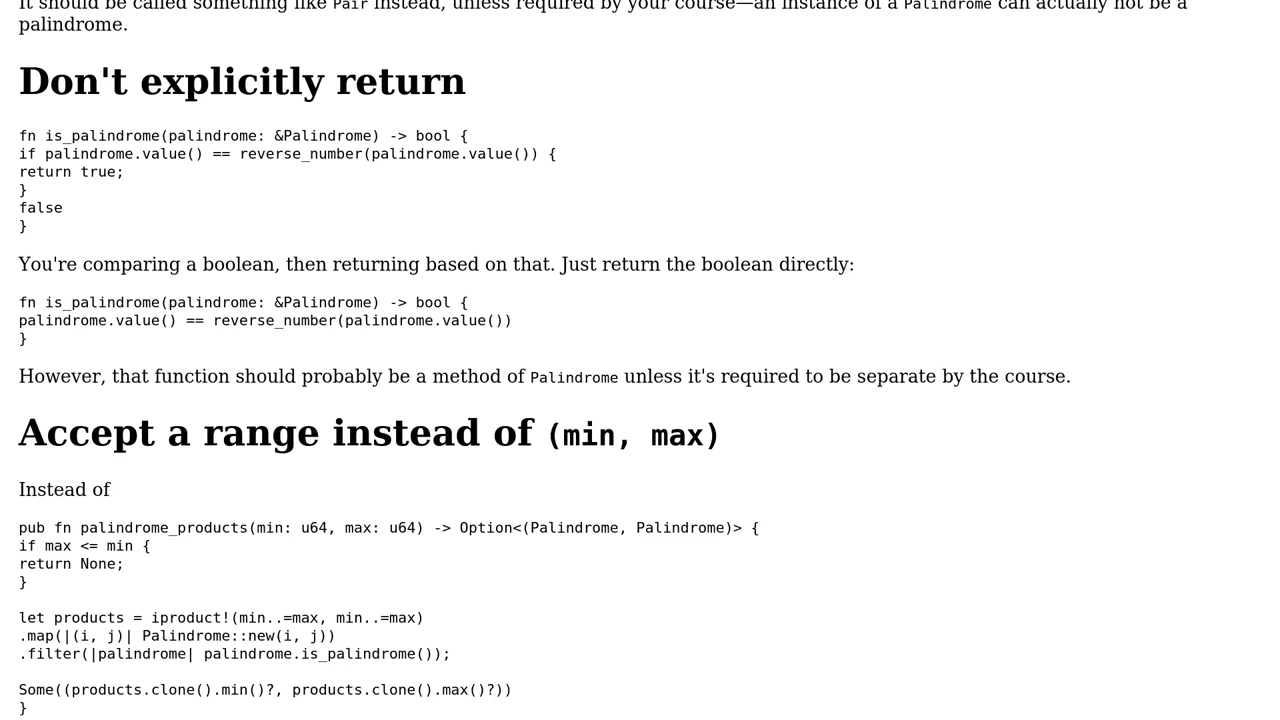 It should be called something like Pair instead, unless required by your course—an instance of a Palindrome can actually not be a
palindrome.
Don't explicitly return
fn is_palindrome(palindrome: &Palindrome) -> bool {
if palindrome.value() == reverse_number(palindrome.value()) {
return true;
}
false
}
You're comparing a boolean, then returning based on that. Just return the boolean directly:
fn is_palindrome(palindrome: &Palindrome) -> bool {
palindrome.value() == reverse_number(palindrome.value())
}
However, that function should probably be a method of Palindrome unless it's required to be separate by the course.
Accept a range instead of (min, max)
Instead of
pub fn palindrome_products(min: u64, max: u64) -> Option<(Palindrome, Palindrome)> {
if max <= min {
return None;
}
let products = iproduct!(min..=max, min..=max)
.map(|(i, j)| Palindrome::new(i, j))
.filter(|palindrome| palindrome.is_palindrome());
Some((products.clone().min()?, products.clone().max()?))
}